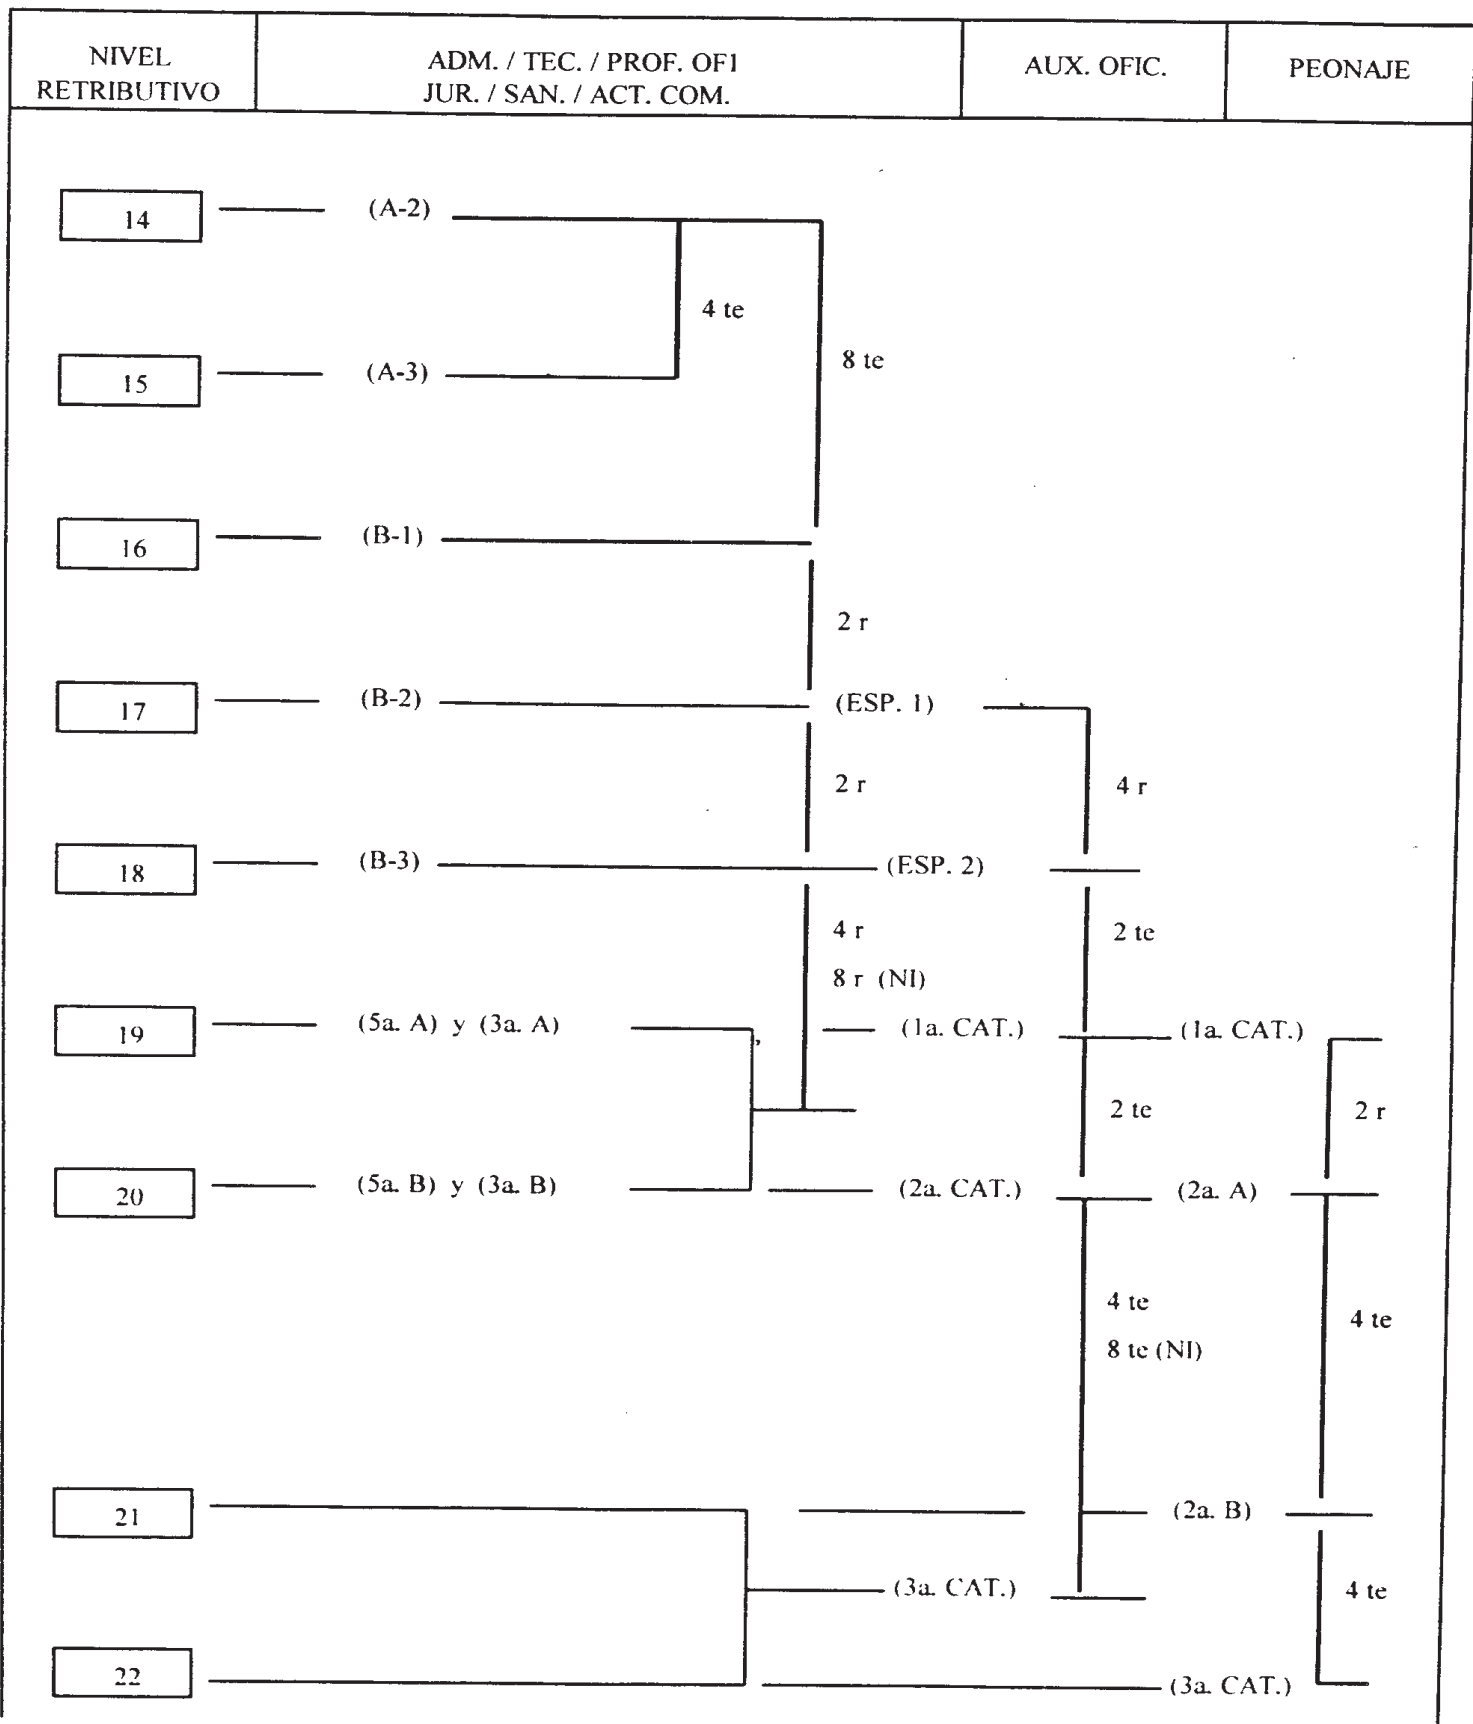 NIVEL RETRIBUTIVO
ADM. / TEC. / PROF. OFI
JUR. / SAN. / ACT. COM.
AUX. OFIC.
PEONAJE
14 (A-2)
4 te
8 te
15 (A-3)
16 (B-1)
2 r
17 (B-2) (ESP. 1)
2 r 4 r
18 (B-3) (ESP. 2)
4 r 2 te
8 r (NI)
19 (5a. A) y (3a. A) (1a. CAT.) (1a. CAT.)
2 te 2 r
20 (5a. B) y (3a. B) (2a. CAT.) (2a. A)
4 te 4 te
8 te (NI)
21 (2a. B)
(3a. CAT.) 4 te
22 (3a. CAT.)